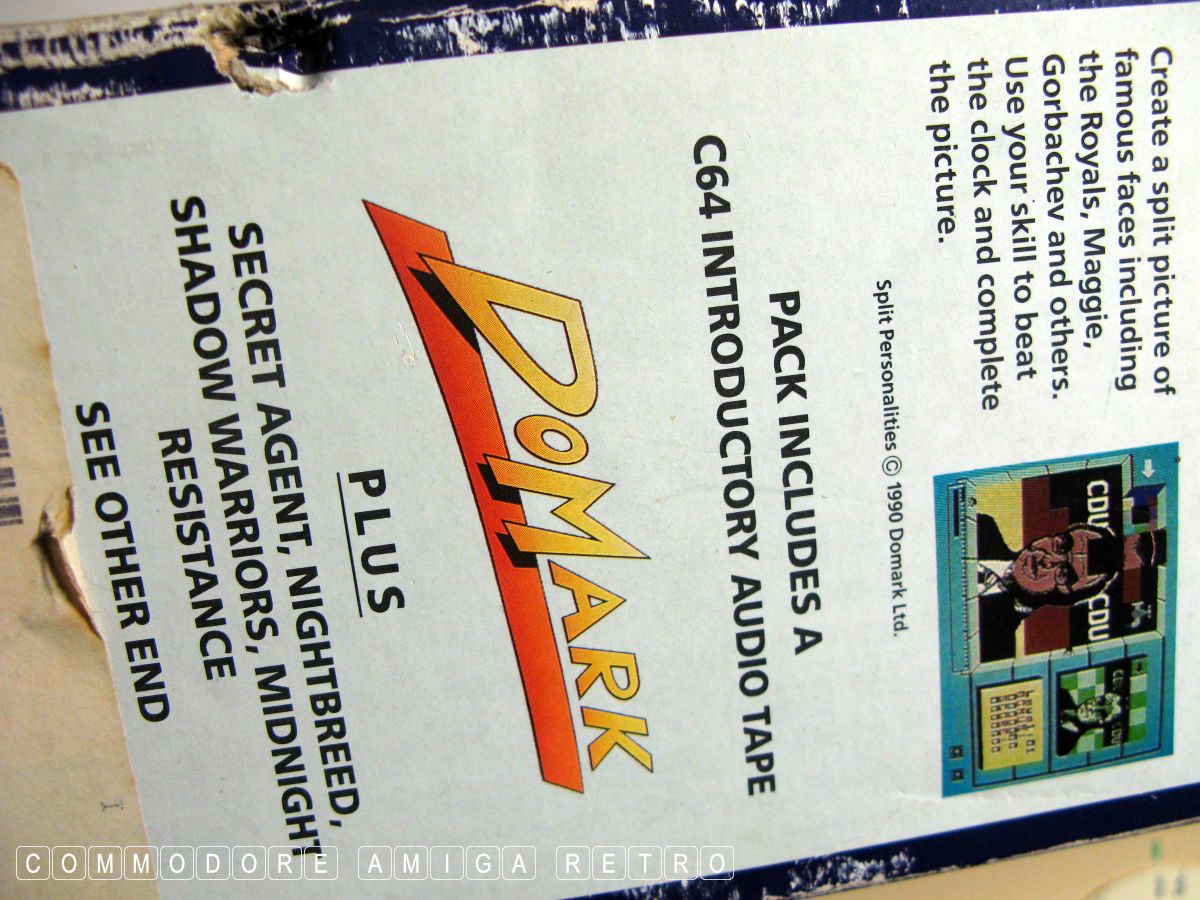 Create a split picture of
famous faces including
the Royals, Maggie,
Gorbachev and others.
Use your skill to beat
the clock and complete
the picture.
CDU
CDU
Split Personalities © 1990 Domark Ltd.
PACK INCLUDES A
C64 INTRODUCTORY AUDIO TAPE
DOMARK
PLUS
SECRET AGENT, NIGHTBREED,
SHADOW WARRIORS, MIDNIGHT
RESISTANCE
SEE OTHER END
COMMODORE AMIGA RETRO